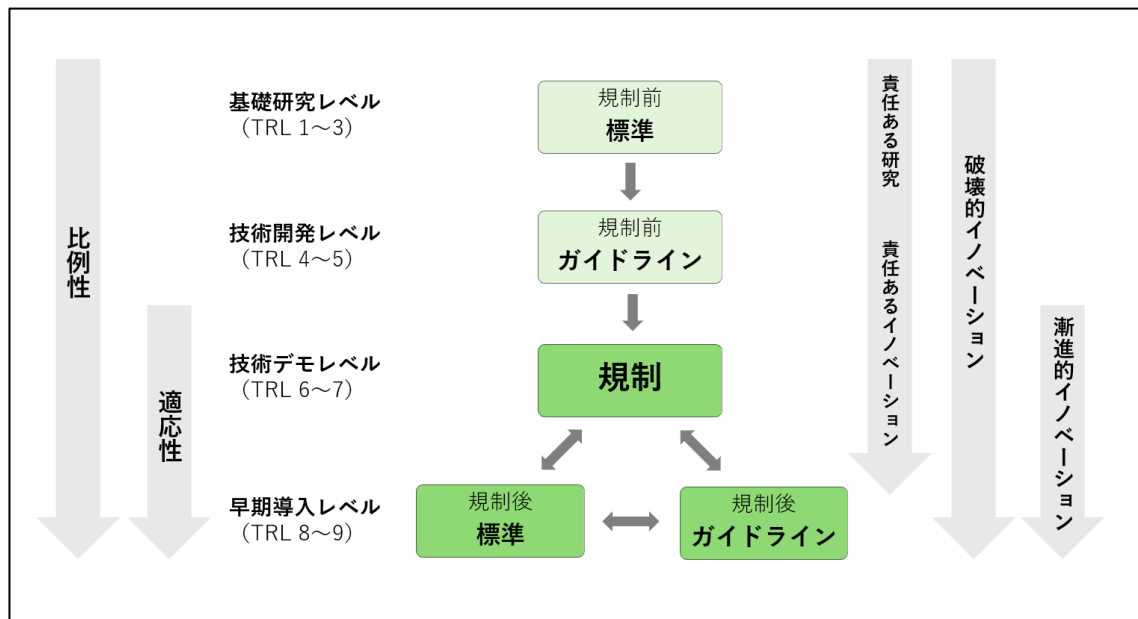 比例性
適応性
基礎研究レベル
（TRL 1～3）
規制前
標準
技術開発レベル
（TRL 4～5）
規制前
ガイドライン
技術デモレベル
（TRL 6～7）
規制
早期導入レベル
（TRL 8～9）
規制後
標準
規制後
ガイドライン
責任ある研究
責任あるイノベーション
破壊的イノベーション
漸進的イノベーション